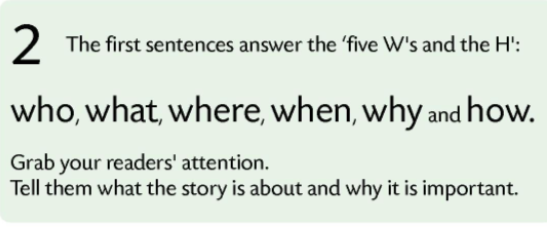 2 The first sentences answer the ‘five W's and the H':
who, what, where, when, why and how.
Grab your readers' attention.
Tell them what the story is about and why it is important.